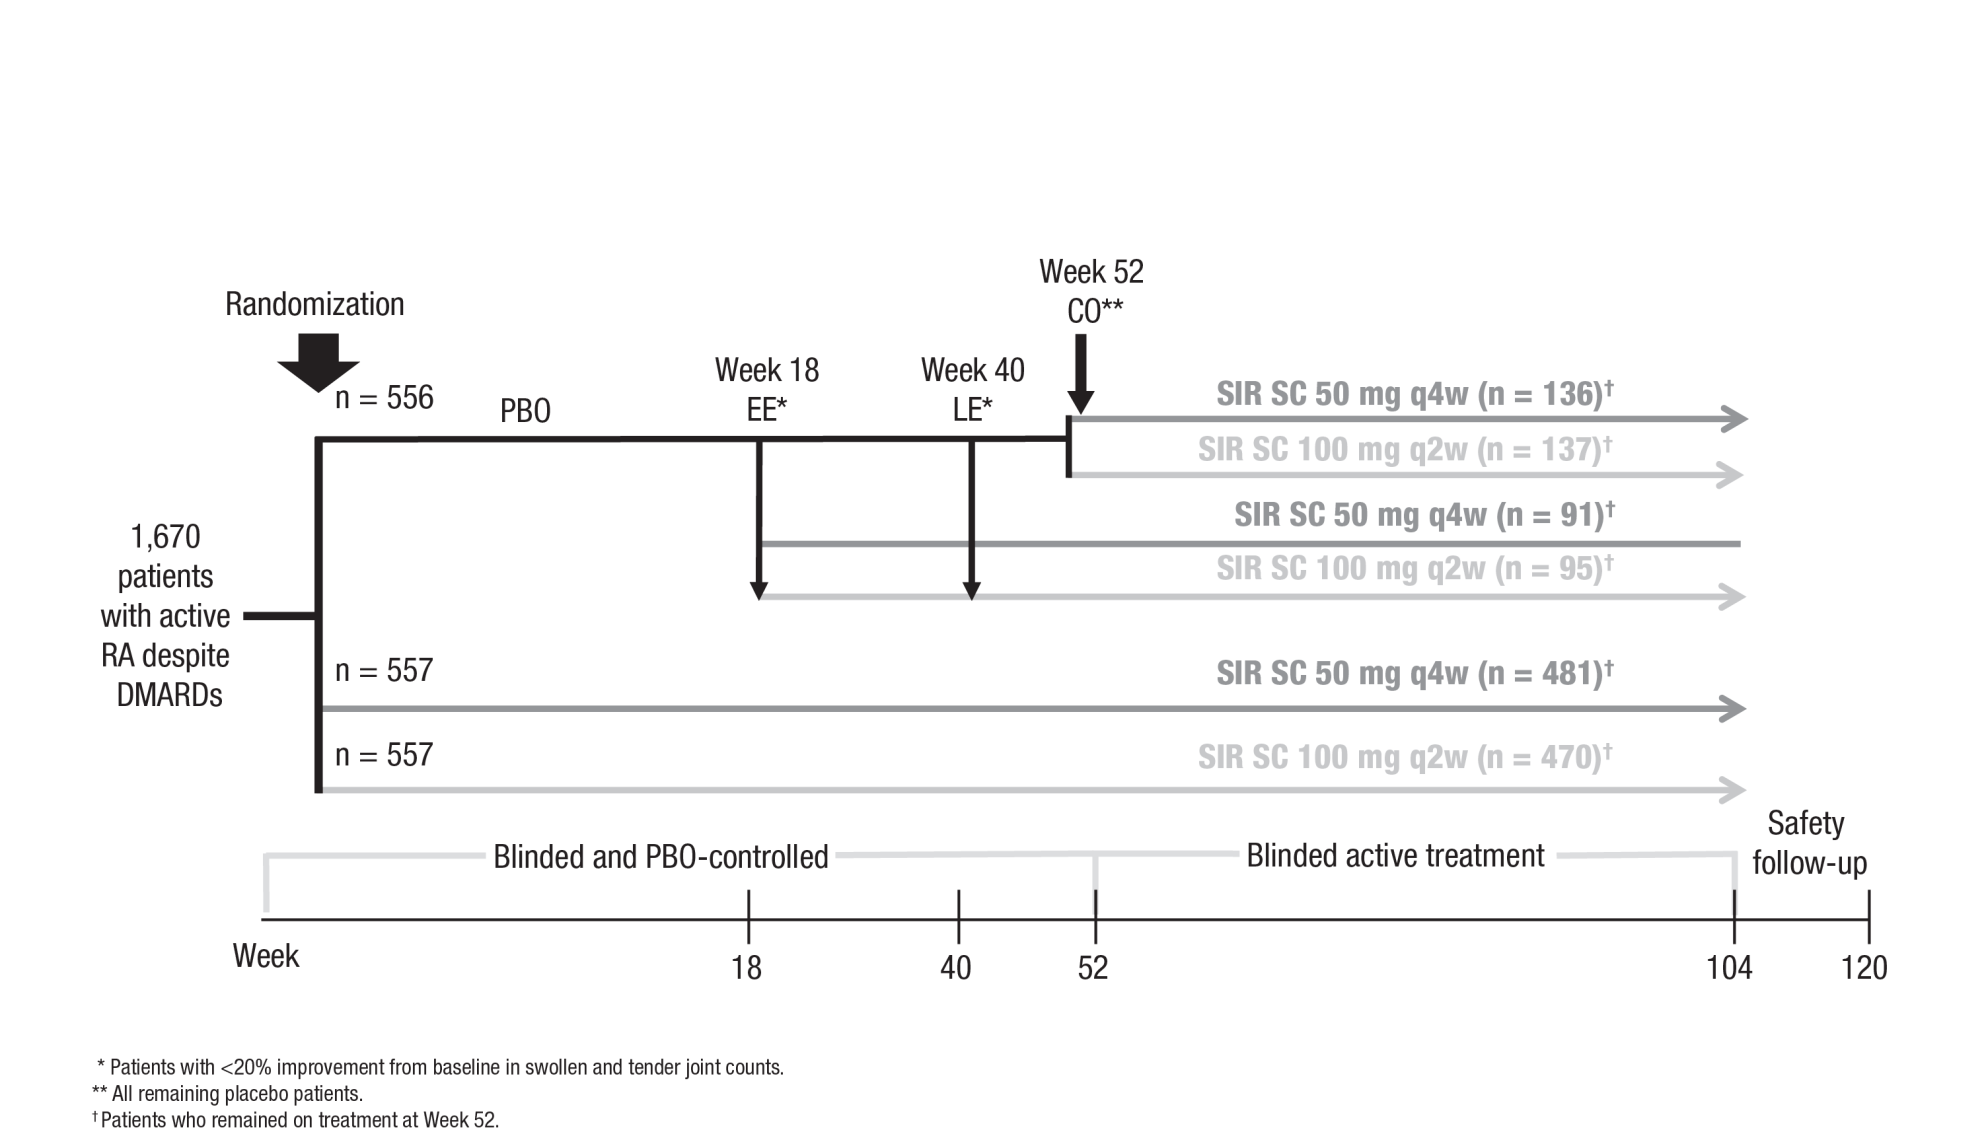 Week 52
CO**
Randomization
Week 18
EE*
Week 40
LE*
n = 556
PBO
SIR SC 50 mg q4w (n = 136)†
SIR SC 100 mg q2w (n = 137)†
SIR SC 50 mg q4w (n = 91)†
SIR SC 100 mg q2w (n = 95)†
1,670
patients
with active
RA despite
DMARDs
n = 557
SIR SC 50 mg q4w (n = 481)†
n = 557
SIR SC 100 mg q2w (n = 470)†
Safety
follow-up
Blinded and PBO-controlled
Blinded active treatment
Week
18
40
52
104
120
* Patients with <20% improvement from baseline in swollen and tender joint counts.
** All remaining placebo patients.
† Patients who remained on treatment at Week 52.